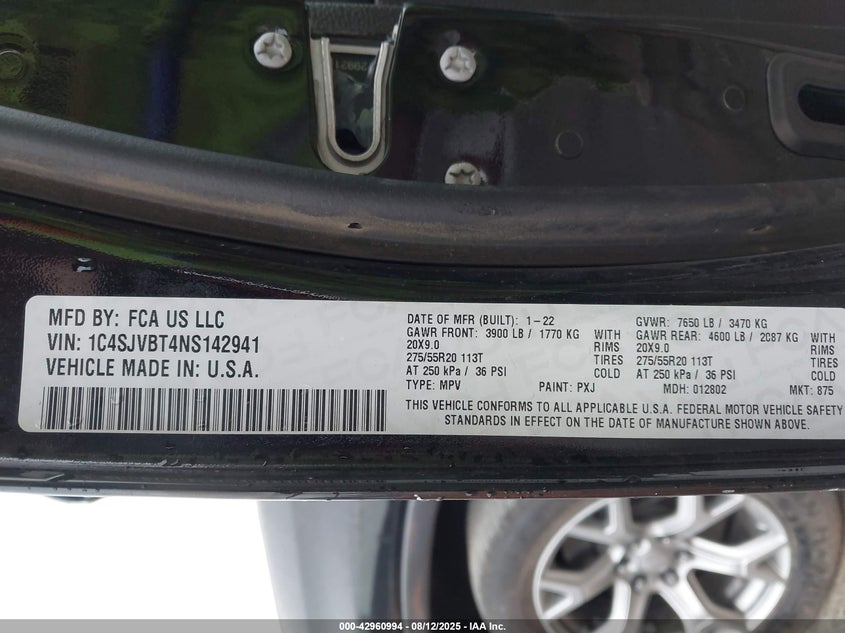 MFD BY: FCA US LLC
VIN: 1C4SJVBT4NS142941
VEHICLE MADE IN: U.S.A.
DATE OF MFR (BUILT): 1-22 GVWR: 7650 LB / 3470 KG
GAWR FRONT: 3900 LB / 1770 KG GAWR REAR: 4600 LB / 2087 KG
20X9.0 RIMS 20X9.0 RIMS
275/55R20 113T TIRES 275/55R20 113T TIRES
AT 250 kPa / 36 PSI COLD AT 250 kPa / 36 PSI COLD
TYPE: MPV PAINT: PXJ MDH: 012802 MKT: 875
THIS VEHICLE CONFORMS TO ALL APPLICABLE U.S.A. FEDERAL MOTOR VEHICLE SAFETY
STANDARDS IN EFFECT ON THE DATE OF MANUFACTURE SHOWN ABOVE.
000-42960994 - 08/12/2025 - © IAA, Inc.